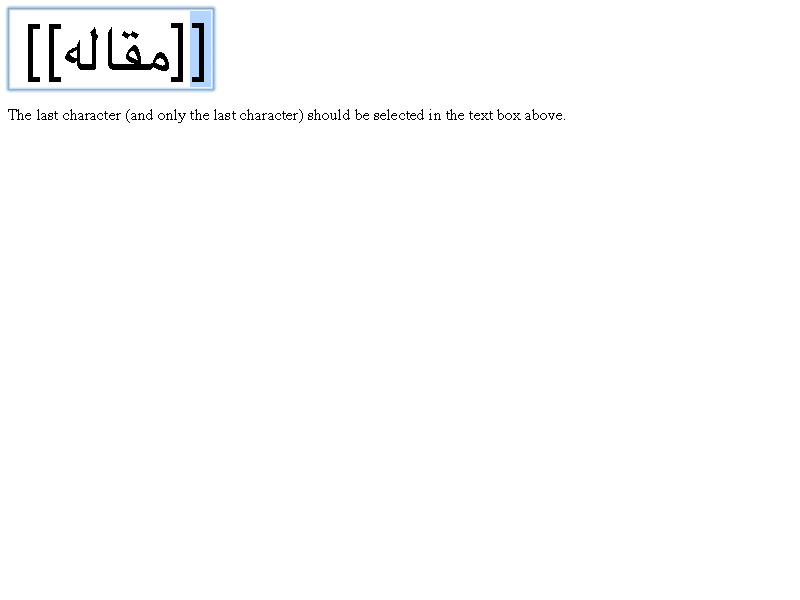 [[مقاله]]
The last character (and only the last character) should be selected in the text box above.